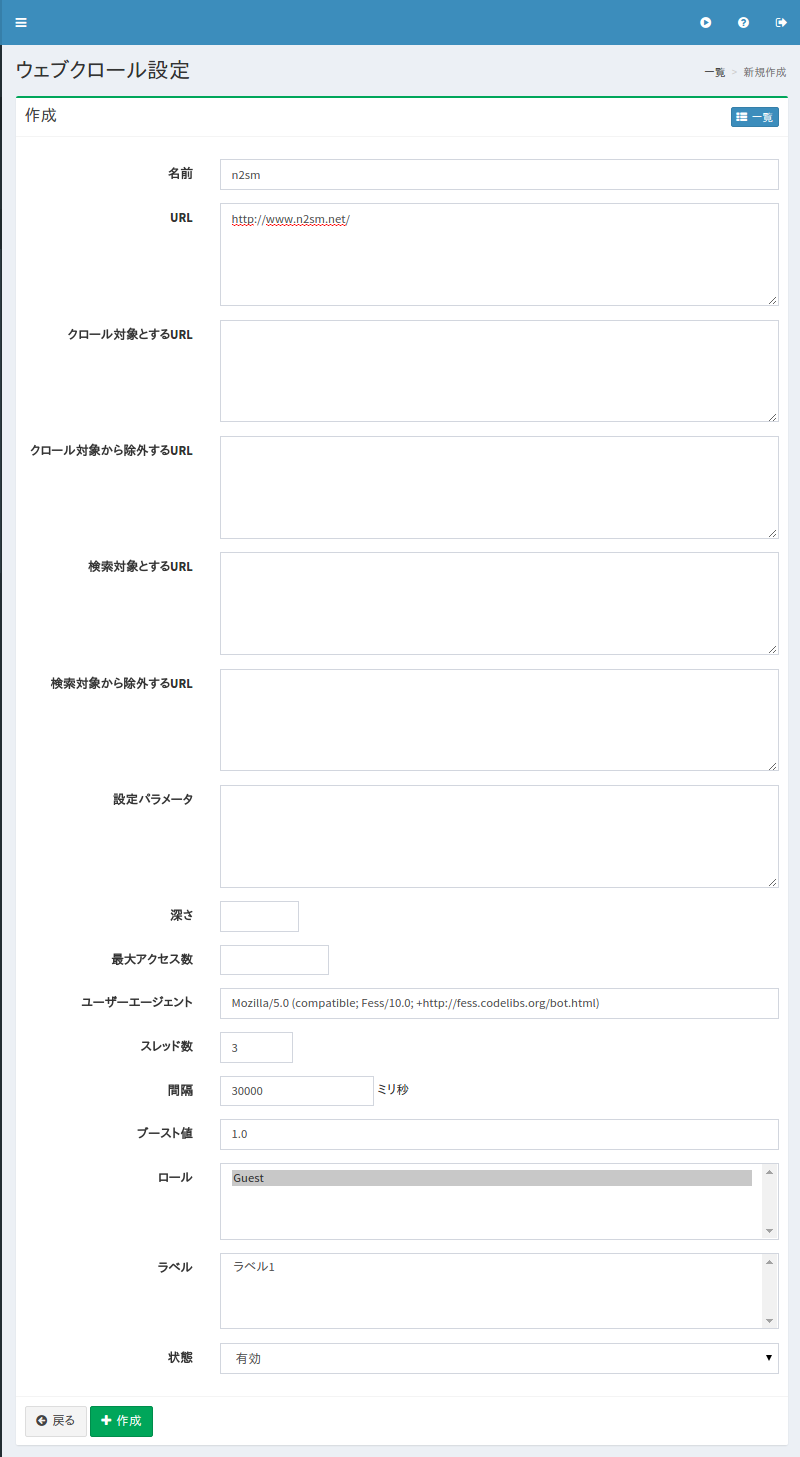 ウェブクロール設定
一覧 > 新規作成
作成
一覧
名前
n2sm
URL
http://www.n2sm.net/
クロール対象とするURL
クロール対象から除外するURL
検索対象とするURL
検索対象から除外するURL
設定パラメータ
深さ
最大アクセス数
ユーザーエージェント
Mozilla/5.0 (compatible; Fess/10.0; +http://fess.codelibs.org/bot.html)
スレッド数
3
間隔
30000 ミリ秒
ブースト値
1.0
ロール
Guest
ラベル
ラベル1
状態
有効
戻る
作成